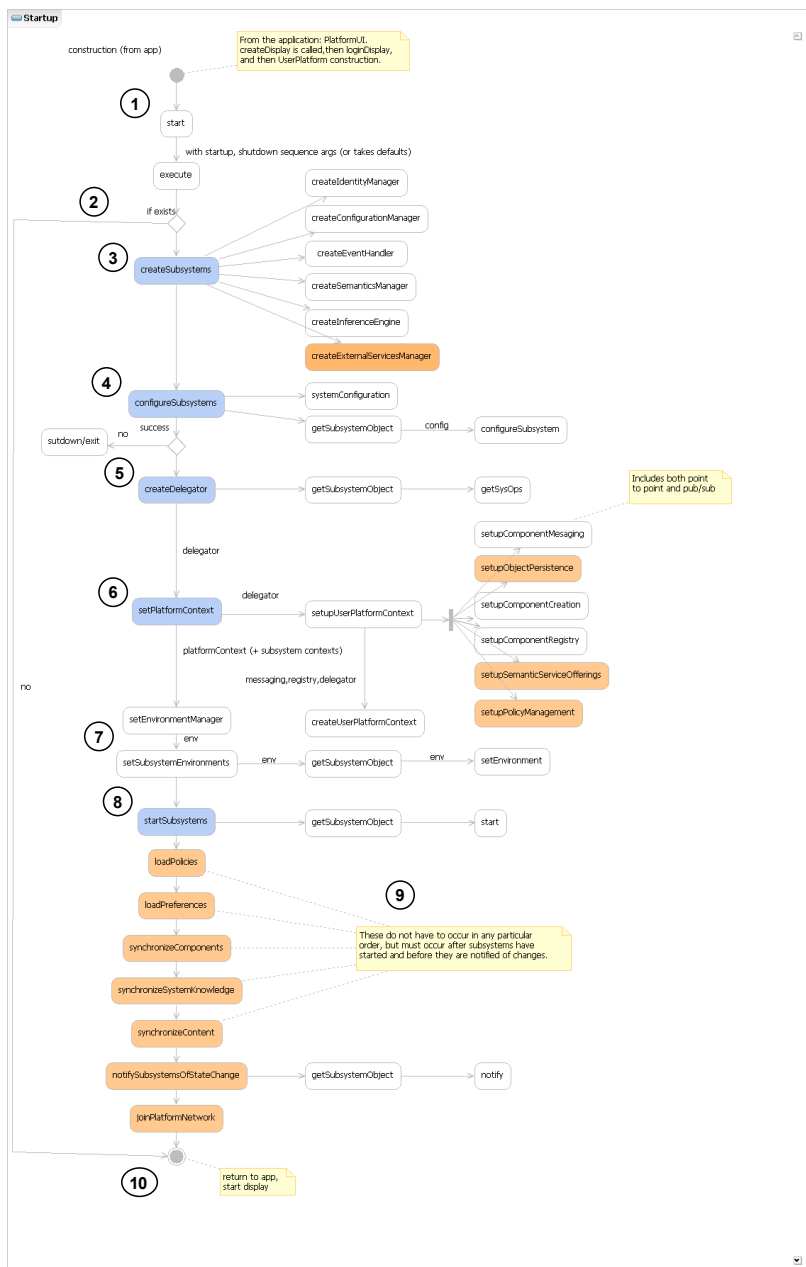 Startup
From the application: PlatformUI.
createDisplay is called,then loginDisplay,
and then UserPlatform construction.
construction (from app)
1
start
with startup, shutdown sequence args (or takes defaults)
execute
createIdentityManager
2
if exists
createConfigurationManager
3
createEventHandler
createSubsystems
createSemanticsManager
createInferenceEngine
createExternalServicesManager
4
systemConfiguration
configureSubsystems
success
getSubsystemObject
config
configureSubsystem
no
sutdown/exit
5
createDelegator
getSubsystemObject
getSysOps
Includes both point
to point and pub/sub
setupComponentMesaging
delegator
setupObjectPersistence
6
delegator
setPlatformContext
setupUserPlatformContext
setupComponentCreation
setupComponentRegistry
platformContext (+ subsystem contexts)
setupSemanticServiceOfferings
no
messaging,registry,delegator
setupPolicyManagement
setEnvironmentManager
createUserPlatformContext
7
env
setSubsystemEnvironments
env
getSubsystemObject
env
setEnvironment
8
startSubsystems
getSubsystemObject
start
loadPolicies
9
loadPreferences
These do not have to occur in any particular
order, but must occur after subsystems have
started and before they are notified of changes.
synchronizeComponents
synchronizeSystemKnowledge
synchronizeContent
notifySubsystemsOfStateChange
getSubsystemObject
notify
joinPlatformNetwork
10
return to app,
start display